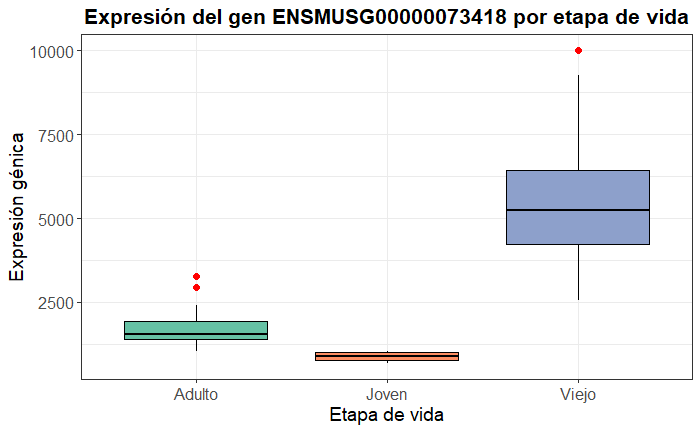 Expresión del gen ENSMUSG00000073418 por etapa de vida
Expresión génica
10000
7500
5000
2500
Adulto Joven Viejo
Etapa de vida